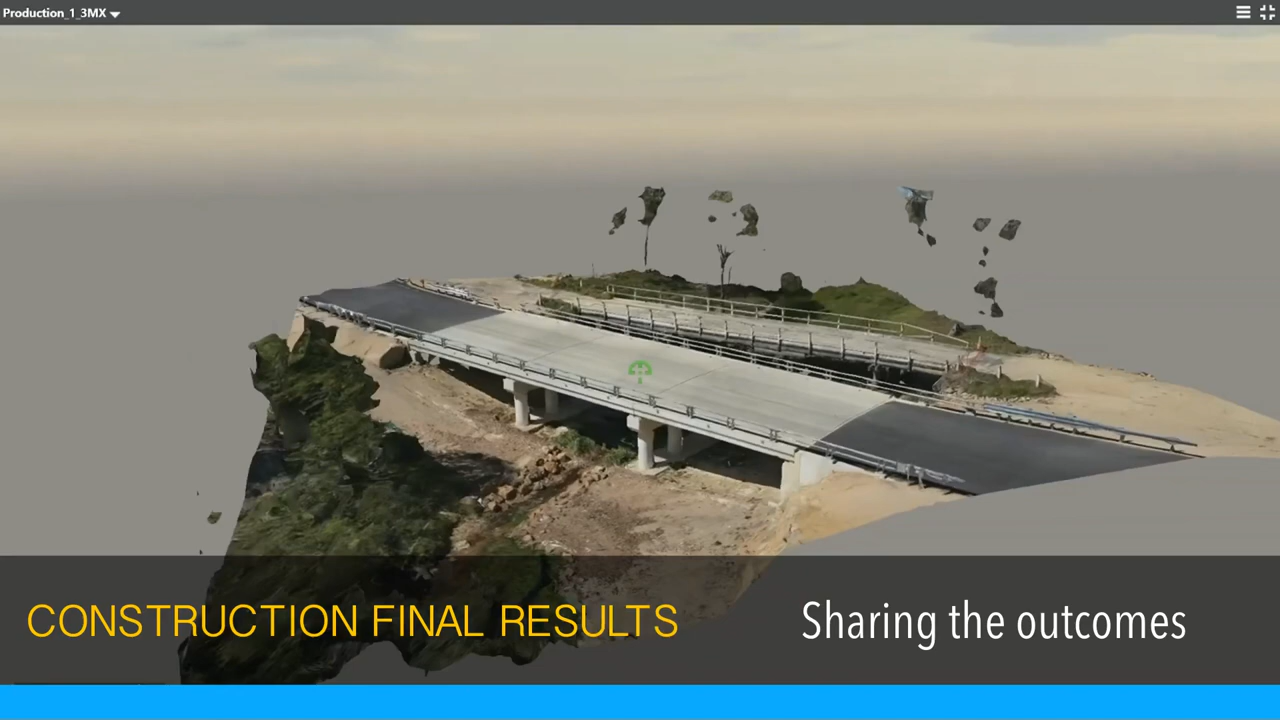 Production_1_3MX
CONSTRUCTION FINAL RESULTS
Sharing the outcomes